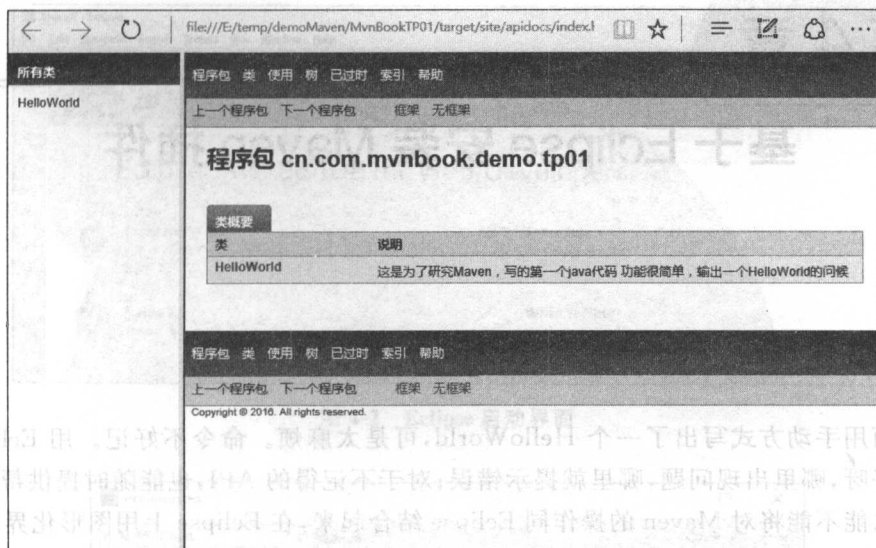 file:///E:/temp/demoMaven/MvnBookTP01/target/site/apidocs/index.l
所有类
HelloWorld
程序包 类 使用 树 已过时 索引 帮助
上一个程序包 下一个程序包 框架 无框架
程序包 cn.com.mvnbook.demo.tp01
类概要
类 说明
HelloWorld 这是为了研究Maven，写的第一个java代码 功能很简单，输出一个HelloWorld的问候
程序包 类 使用 树 已过时 索引 帮助
上一个程序包 下一个程序包 框架 无框架
Copyright © 2016. All rights reserved.